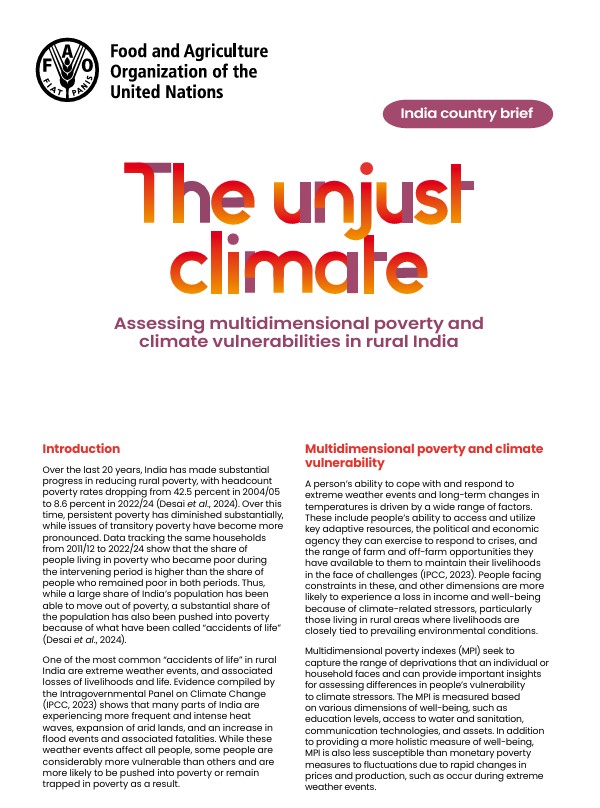 FAO
FIAT PANIS
Food and Agriculture
Organization of the
United Nations
India country brief
The unjust
climate
Assessing multidimensional poverty and
climate vulnerabilities in rural India
Introduction
Over the last 20 years, India has made substantial
progress in reducing rural poverty, with headcount
poverty rates dropping from 42.5 percent in 2004/05
to 8.6 percent in 2022/24 (Desai et al., 2024). Over this
time, persistent poverty has diminished substantially,
while issues of transitory poverty have become more
pronounced. Data tracking the same households
from 2011/12 to 2022/24 show that the share of
people living in poverty who became poor during
the intervening period is higher than the share of
people who remained poor in both periods. Thus,
while a large share of India’s population has been
able to move out of poverty, a substantial share of
the population has also been pushed into poverty
because of what have been called “accidents of life”
(Desai et al., 2024).
One of the most common “accidents of life” in rural
India are extreme weather events, and associated
losses of livelihoods and life. Evidence compiled by
the Intragovernmental Panel on Climate Change
(IPCC, 2023) shows that many parts of India are
experiencing more frequent and intense heat
waves, expansion of arid lands, and an increase in
flood events and associated fatalities. While these
weather events affect all people, some people are
considerably more vulnerable than others and are
more likely to be pushed into poverty or remain
trapped in poverty as a result.
Multidimensional poverty and climate
vulnerability
A person’s ability to cope with and respond to
extreme weather events and long-term changes in
temperatures is driven by a wide range of factors.
These include people’s ability to access and utilize
key adaptive resources, the political and economic
agency they can exercise to respond to crises, and
the range of farm and off-farm opportunities they
have available to them to maintain their livelihoods
in the face of challenges (IPCC, 2023). People facing
constraints in these, and other dimensions are more
likely to experience a loss in income and well-being
because of climate-related stressors, particularly
those living in rural areas where livelihoods are
closely tied to prevailing environmental conditions.
Multidimensional poverty indexes (MPI) seek to
capture the range of deprivations that an individual or
household faces and can provide important insights
for assessing differences in people’s vulnerability
to climate stressors. The MPI is measured based
on various dimensions of well-being, such as
education levels, access to water and sanitation,
communication technologies, and assets. In addition
to providing a more holistic measure of well-being,
MPI is also less susceptible than monetary poverty
measures to fluctuations due to rapid changes in
prices and production, such as occur during extreme
weather events.